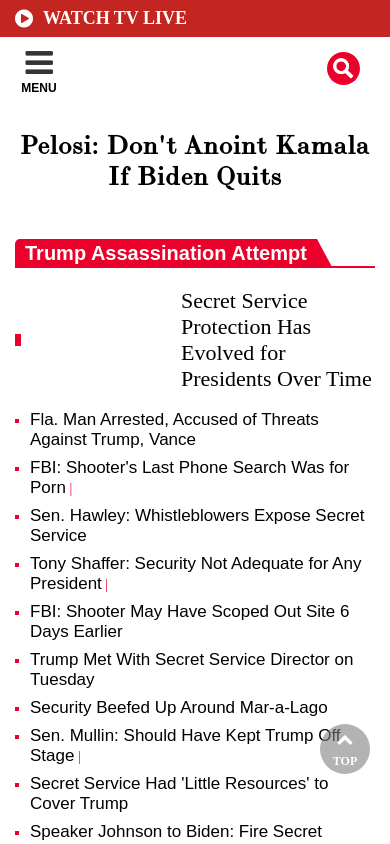 WATCH TV LIVE
MENU
Pelosi: Don't Anoint Kamala
If Biden Quits
Trump Assassination Attempt
Secret Service
Protection Has
Evolved for
Presidents Over Time
Fla. Man Arrested, Accused of Threats
Against Trump, Vance
FBI: Shooter's Last Phone Search Was for
Porn |
Sen. Hawley: Whistleblowers Expose Secret
Service
Tony Shaffer: Security Not Adequate for Any
President |
FBI: Shooter May Have Scoped Out Site 6
Days Earlier
Trump Met With Secret Service Director on
Tuesday
Security Beefed Up Around Mar-a-Lago
Sen. Mullin: Should Have Kept Trump Off
Stage |
TOP
Secret Service Had 'Little Resources' to
Cover Trump
Speaker Johnson to Biden: Fire Secret